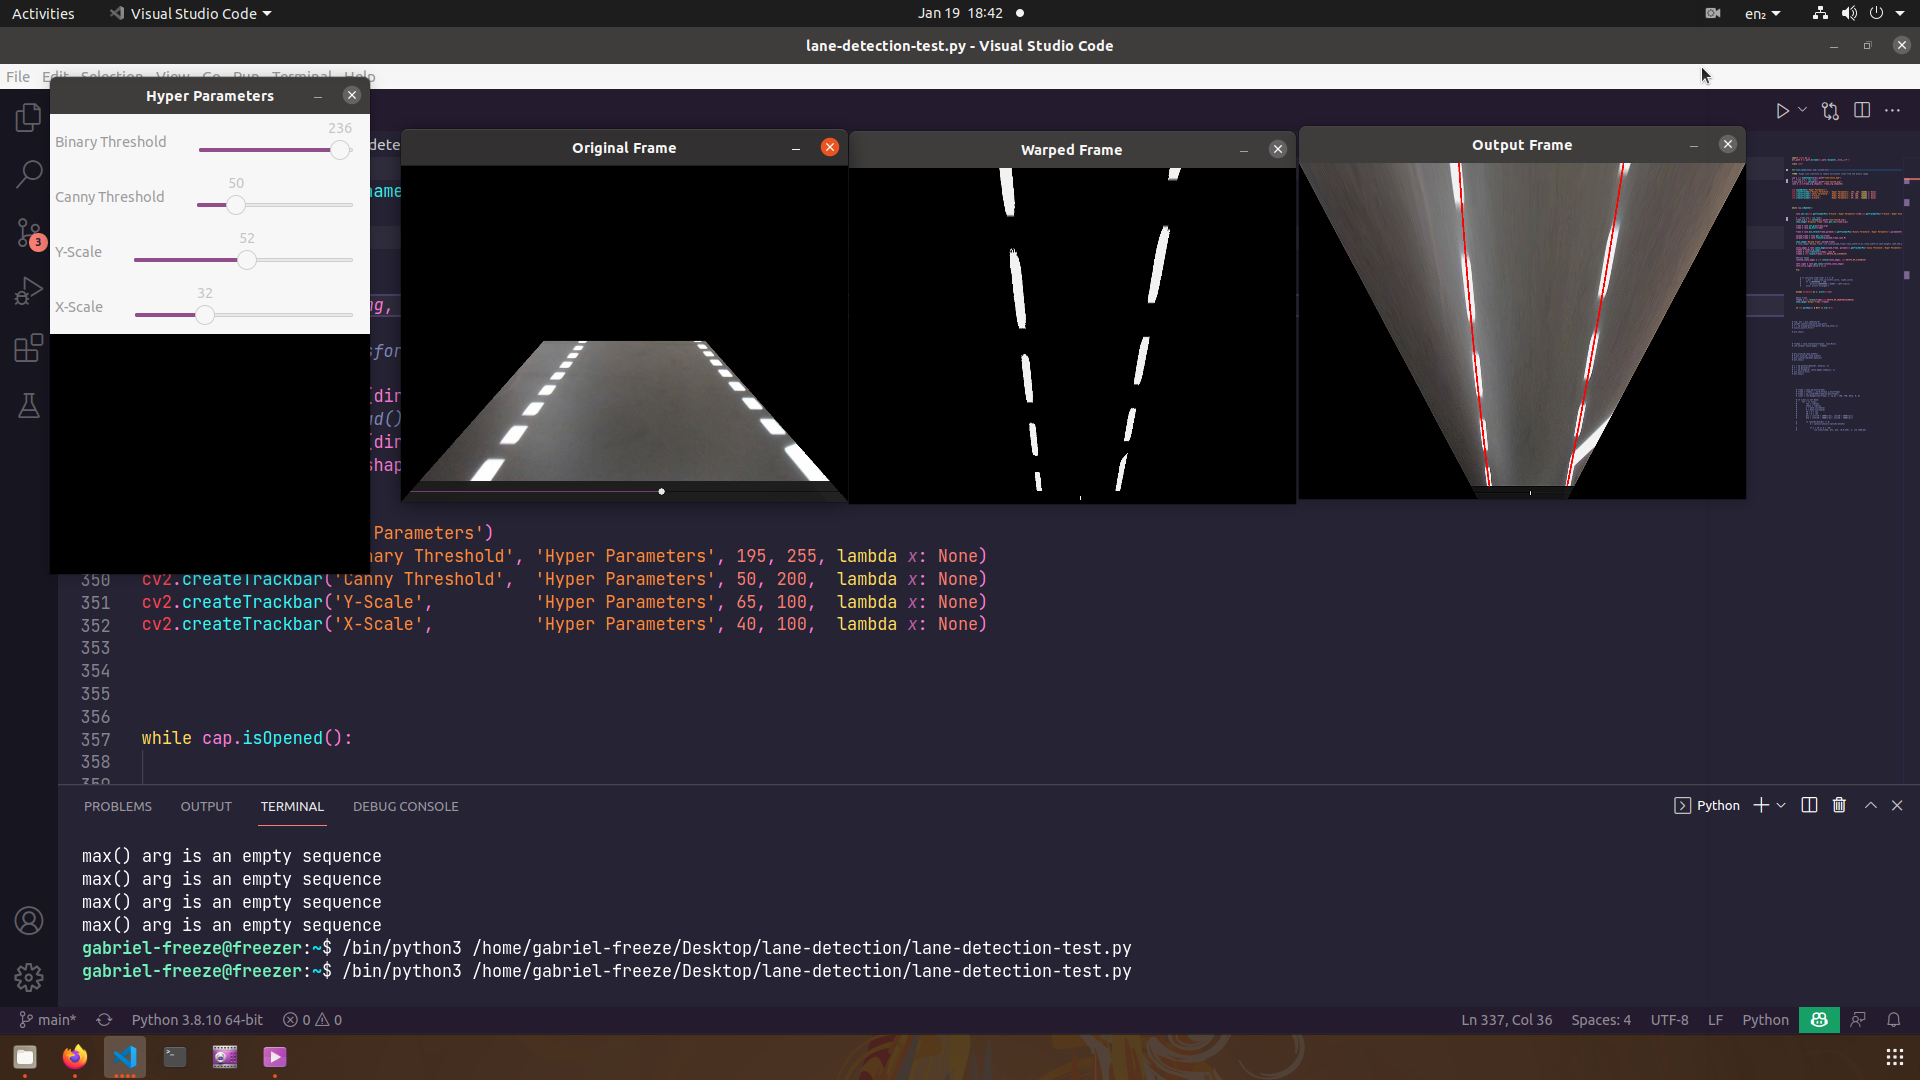 Activities
Visual Studio Code
Jan 19 18:42
en₂
lane-detection-test.py - Visual Studio Code
File Edit Selection View Go Run Terminal Help
Hyper Parameters
Binary Threshold 236
Canny Threshold 50
Y-Scale 52
X-Scale 32
Original Frame
Warped Frame
Output Frame
3
Parameters')
nary Threshold', 'Hyper Parameters', 195, 255, lambda x: None)
350 cv2.createTrackbar('Canny Threshold', 'Hyper Parameters', 50, 200, lambda x: None)
351 cv2.createTrackbar('Y-Scale', 'Hyper Parameters', 65, 100, lambda x: None)
352 cv2.createTrackbar('X-Scale', 'Hyper Parameters', 40, 100, lambda x: None)
353
354
355
356
357 while cap.isOpened():
358
359
PROBLEMS OUTPUT TERMINAL DEBUG CONSOLE
Python
max() arg is an empty sequence
max() arg is an empty sequence
max() arg is an empty sequence
max() arg is an empty sequence
gabriel-freeze@freezer:~$ /bin/python3 /home/gabriel-freeze/Desktop/lane-detection/lane-detection-test.py
gabriel-freeze@freezer:~$ /bin/python3 /home/gabriel-freeze/Desktop/lane-detection/lane-detection-test.py
main* Python 3.8.10 64-bit 0 0
Ln 337, Col 36 Spaces: 4 UTF-8 LF Python